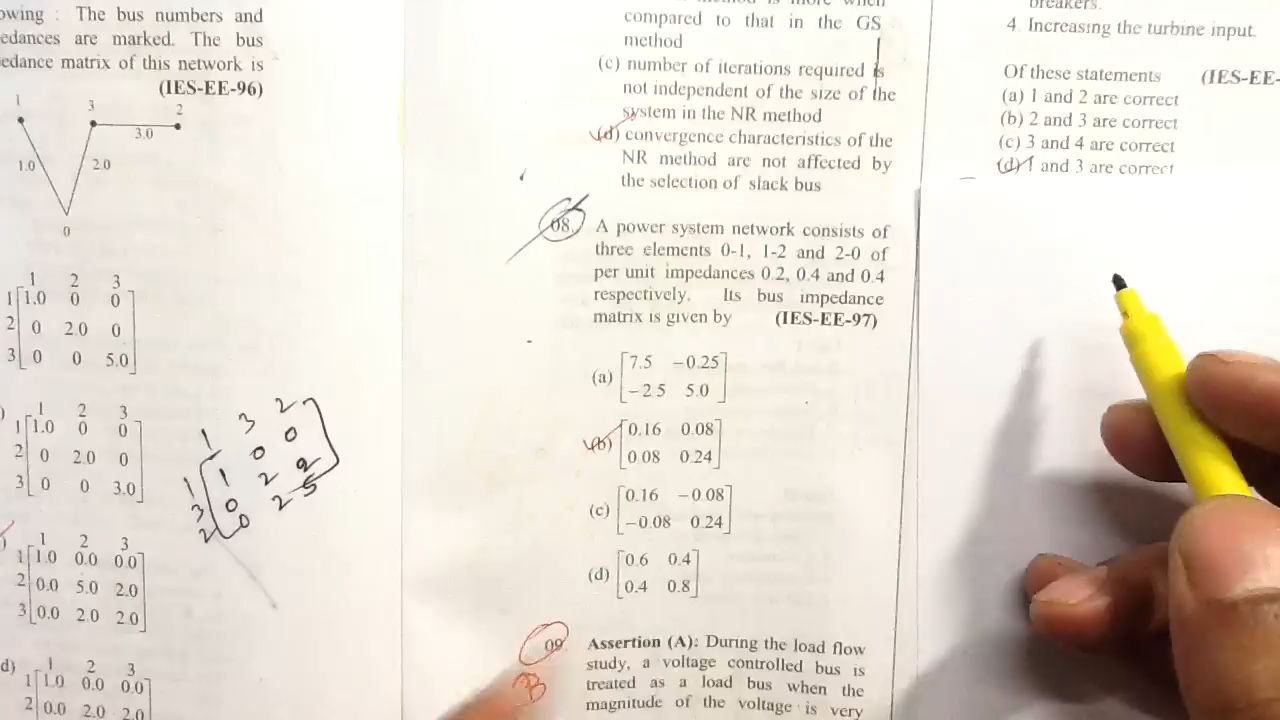 owing : The bus numbers and
edances are marked. The bus
edance matrix of this network is
(IES-EE-96)
1 3 2
3.0
1.0 2.0
0
1 2 3
1 1.0 0 0
2 0 2.0 0
3 0 0 5.0
1 2 3
1 1.0 0 0
2 0 2.0 0
3 0 0 3.0
1 3 2
1 1 0 0
3 0 2 2
2 0 2 5
1 2 3
1 1.0 0.0 0.0
2 0.0 5.0 2.0
3 0.0 2.0 2.0
d) 1 2 3
1 1.0 0.0 0.0
2 0.0 2.0 2.0
compared to that in the GS
method
(c) number of iterations required is
not independent of the size of the
system in the NR method
(d) convergence characteristics of the
NR method are not affected by
the selection of slack bus
08. A power system network consists of
three elements 0-1, 1-2 and 2-0 of
per unit impedances 0.2, 0.4 and 0.4
respectively. Its bus impedance
matrix is given by (IES-EE-97)
(a) 7.5 −0.25
−2.5 5.0
(b) 0.16 0.08
0.08 0.24
(c) 0.16 −0.08
−0.08 0.24
(d) 0.6 0.4
0.4 0.8
09. Assertion (A): During the load flow
B study, a voltage controlled bus is
treated as a load bus when the
magnitude of the voltage is very
breakers.
4. Increasing the turbine input.
Of these statements (IES-EE-
(a) 1 and 2 are correct
(b) 2 and 3 are correct
(c) 3 and 4 are correct
(d) 1 and 3 are correct